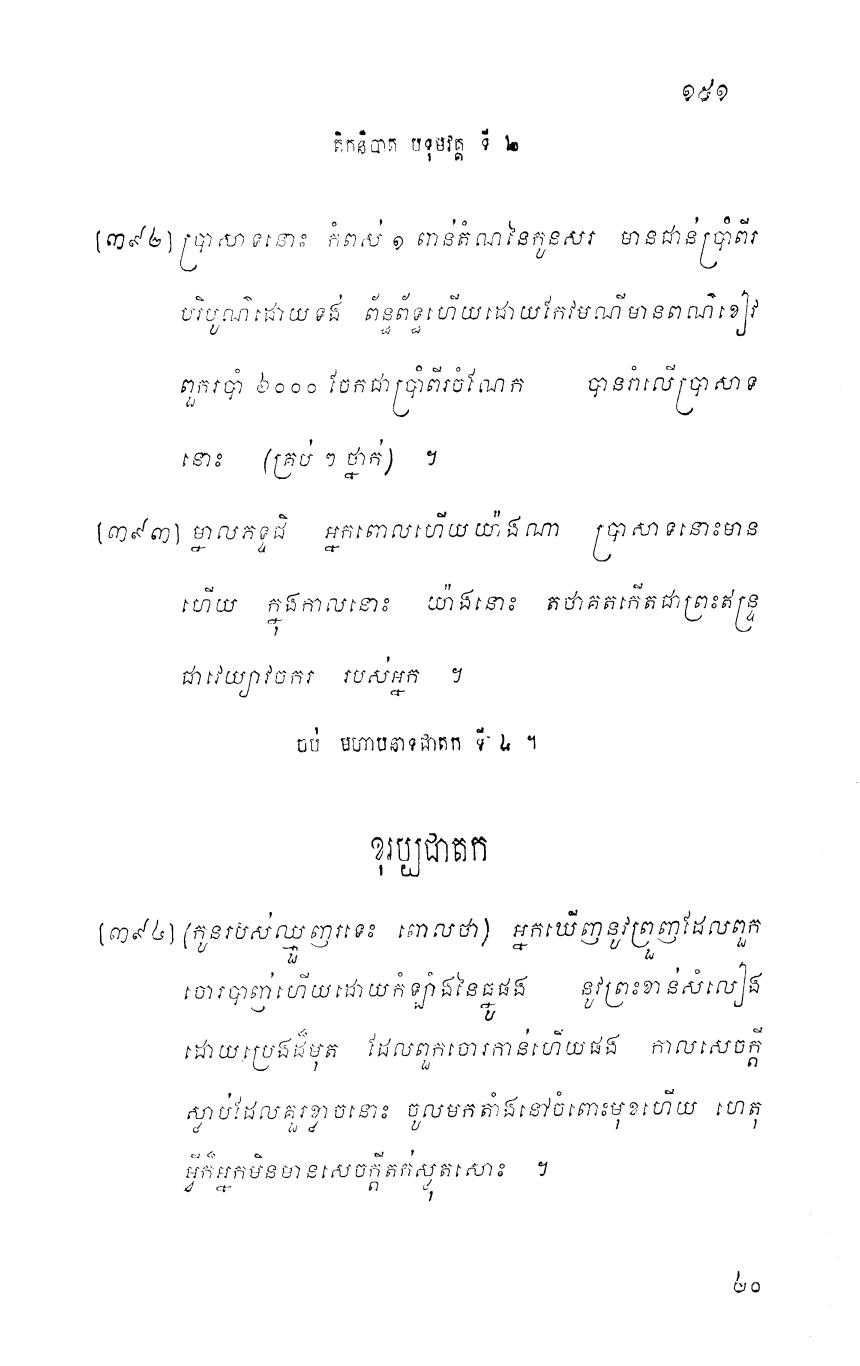 ១៥១
តិកនិបាត បទុមវគ្គ ទី ២
[៣៩២] ប្រាសាទនោះ កំពស់ ១ ពាន់តំណនៃកូនសរ មានជាន់ប្រាំពីរ
បរិបូណ៌ដោយទង់ ព័ន្ធព័ទ្ធហើយដោយកែវមណីមានពណ៌ខៀវ
ពួករបាំ ៦០០០ ចែកជាប្រាំពីរចំណែក បានរាំលើប្រាសាទ
នោះ (គ្រប់ ៗ ថ្នាក់) ។
[៣៩៣] ម្នាលភទ្ទជិ អ្នកពោលហើយយ៉ាងណា ប្រាសាទនោះមាន
ហើយ ក្នុងកាលនោះ យ៉ាងនោះ តថាគតកើតជាព្រះឥន្ទ្រ
ជាវេយ្យាវចករ របស់អ្នក ។
ចប់ មហាបនាទជាតក ទី ៤ ។
ខុរប្បជាតក
[៣៩៤] (កូនរបស់ឈ្មួញរទេះ ពោលថា) អ្នកឃើញនូវព្រួញដែលពួក
ចោរបាញ់ហើយដោយកំឡាំងនៃធ្នូផង នូវព្រះខាន់សំលៀង
ដោយប្រេងដ៏មុត ដែលពួកចោរកាន់ហើយផង កាលសេចក្តី
ស្លាប់ដែលគួរខ្លាចនោះ ចូលមកតាំងនៅចំពោះមុខហើយ ហេតុ
អ្វីក៏អ្នកមិនមានសេចក្តីតក់ស្លុតសោះ ។
២០